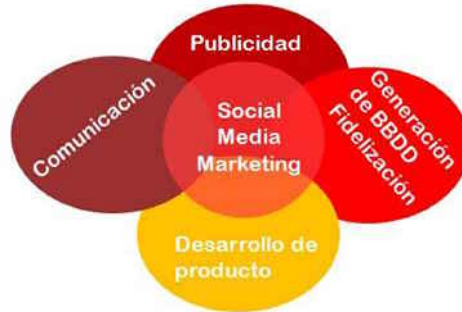 Publicidad
Comunicación
Social
Media
Marketing
Generación
de BBDD
Fidelización
Desarrollo de
producto